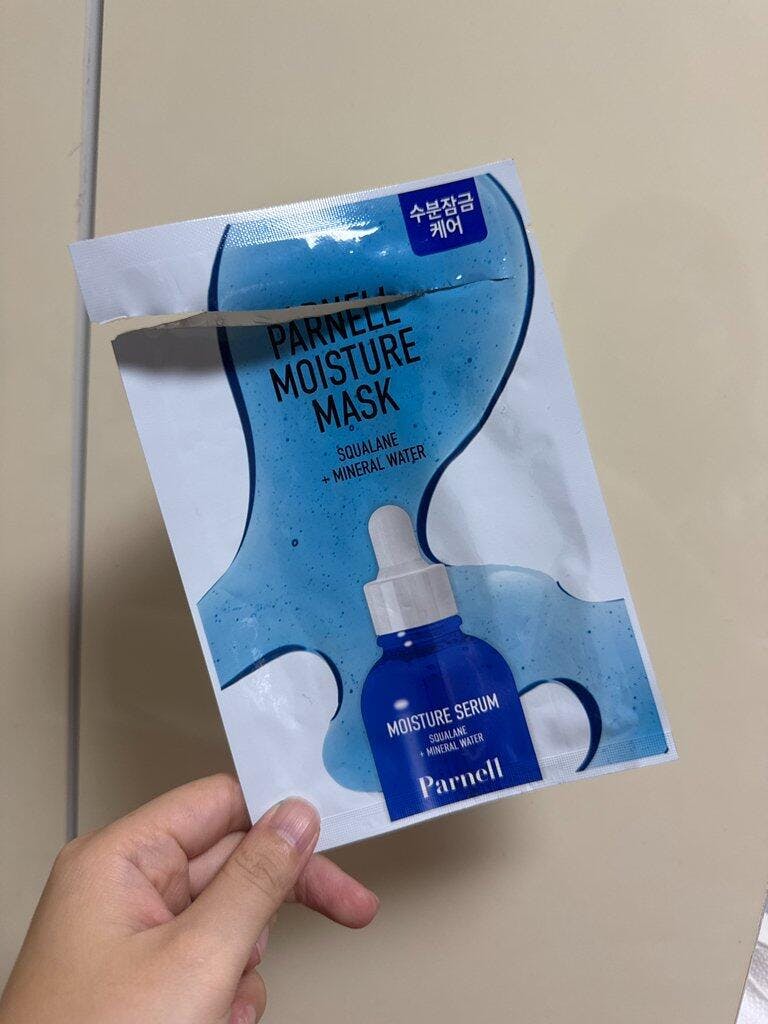 수분잠금
케어
PARNELL
MOISTURE
MASK
SQUALANE
+ MINERAL WATER
MOISTURE SERUM
SQUALANE
+ MINERAL WATER
Parnell